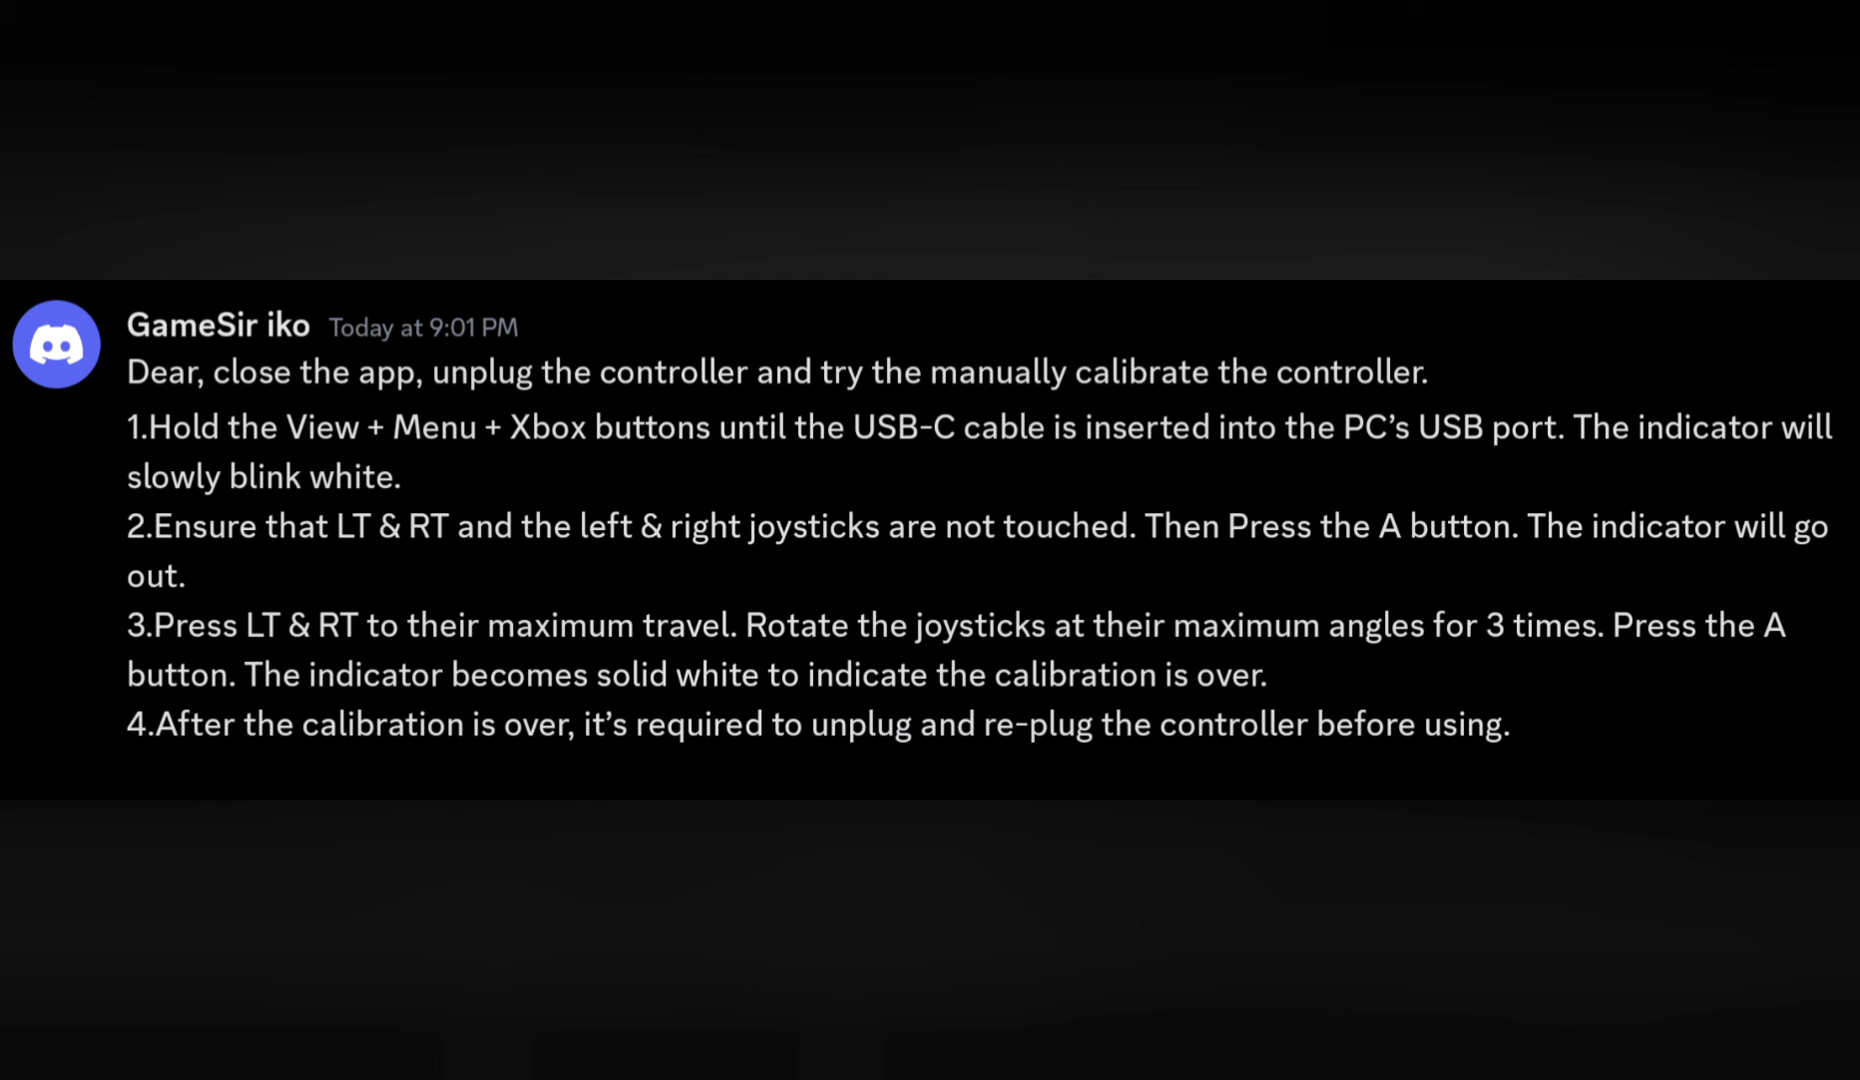 GameSir iko Today at 9:01 PM
Dear, close the app, unplug the controller and try the manually calibrate the controller.
1.Hold the View + Menu + Xbox buttons until the USB-C cable is inserted into the PC’s USB port. The indicator will
slowly blink white.
2.Ensure that LT & RT and the left & right joysticks are not touched. Then Press the A button. The indicator will go
out.
3.Press LT & RT to their maximum travel. Rotate the joysticks at their maximum angles for 3 times. Press the A
button. The indicator becomes solid white to indicate the calibration is over.
4.After the calibration is over, it’s required to unplug and re-plug the controller before using.